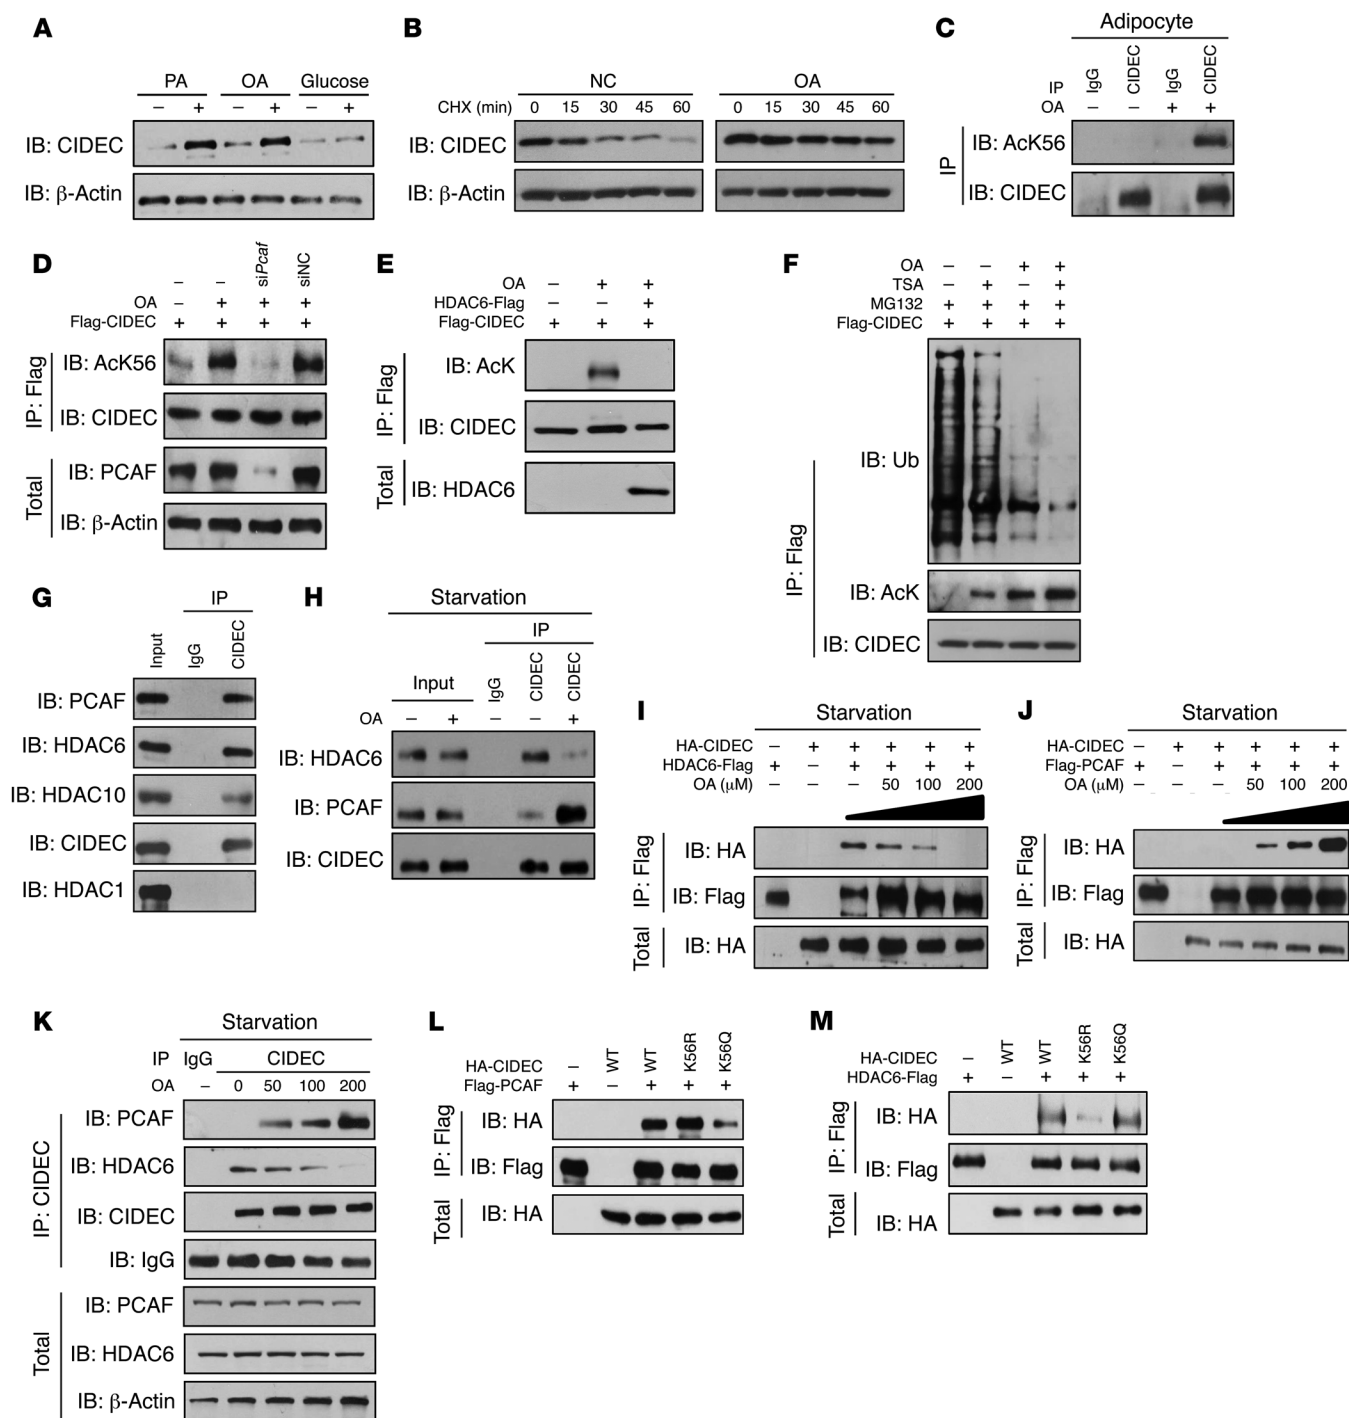 A
PA OA Glucose
− + − + − +
IB: CIDEC
IB: β-Actin
B
NC OA
CHX (min) 0 15 30 45 60 0 15 30 45 60
IB: CIDEC
IB: β-Actin
C
Adipocyte
IP IgG CIDEC IgG CIDEC
OA − − + +
IP
IB: AcK56
IB: CIDEC
D
− − siPcaf siNC
OA − + + +
Flag-CIDEC + + + +
IP: Flag
IB: AcK56
IB: CIDEC
Total
IB: PCAF
IB: β-Actin
E
OA − + +
HDAC6-Flag − − +
Flag-CIDEC + + +
IP: Flag
IB: AcK
IB: CIDEC
Total
IB: HDAC6
F
OA − − + +
TSA − + − +
MG132 + + + +
Flag-CIDEC + + + +
IP: Flag
IB: Ub
IB: AcK
IB: CIDEC
G
IP
Input IgG CIDEC
IB: PCAF
IB: HDAC6
IB: HDAC10
IB: CIDEC
IB: HDAC1
H
Starvation
IP
Input IgG CIDEC CIDEC
OA − + − +
IB: HDAC6
IB: PCAF
IB: CIDEC
I
Starvation
HA-CIDEC − + + + + +
HDAC6-Flag + − + + + +
OA (μM) − − − 50 100 200
IP: Flag
IB: HA
IB: Flag
Total
IB: HA
J
Starvation
HA-CIDEC − + + + + +
Flag-PCAF + − + + + +
OA (μM) − − − 50 100 200
IP: Flag
IB: HA
IB: Flag
Total
IB: HA
K
Starvation
IP IgG CIDEC
OA − 0 50 100 200
IP: CIDEC
IB: PCAF
IB: HDAC6
IB: CIDEC
IB: IgG
Total
IB: PCAF
IB: HDAC6
IB: β-Actin
L
HA-CIDEC − WT WT K56R K56Q
Flag-PCAF + − + + +
IP: Flag
IB: HA
IB: Flag
Total
IB: HA
M
HA-CIDEC − WT WT K56R K56Q
HDAC6-Flag + − + + +
IP: Flag
IB: HA
IB: Flag
Total
IB: HA